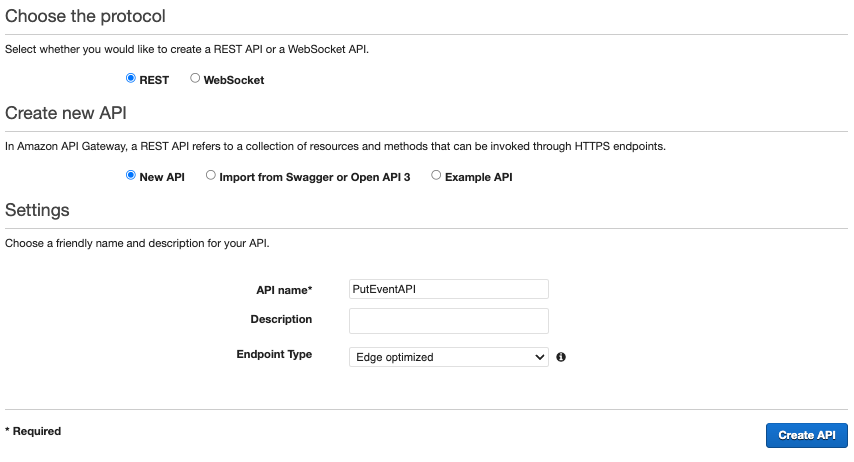 Choose the protocol
Select whether you would like to create a REST API or a WebSocket API.
REST WebSocket
Create new API
In Amazon API Gateway, a REST API refers to a collection of resources and methods that can be invoked through HTTPS endpoints.
New API Import from Swagger or Open API 3 Example API
Settings
Choose a friendly name and description for your API.
API name* PutEventAPI
Description
Endpoint Type Edge optimized
* Required Create API